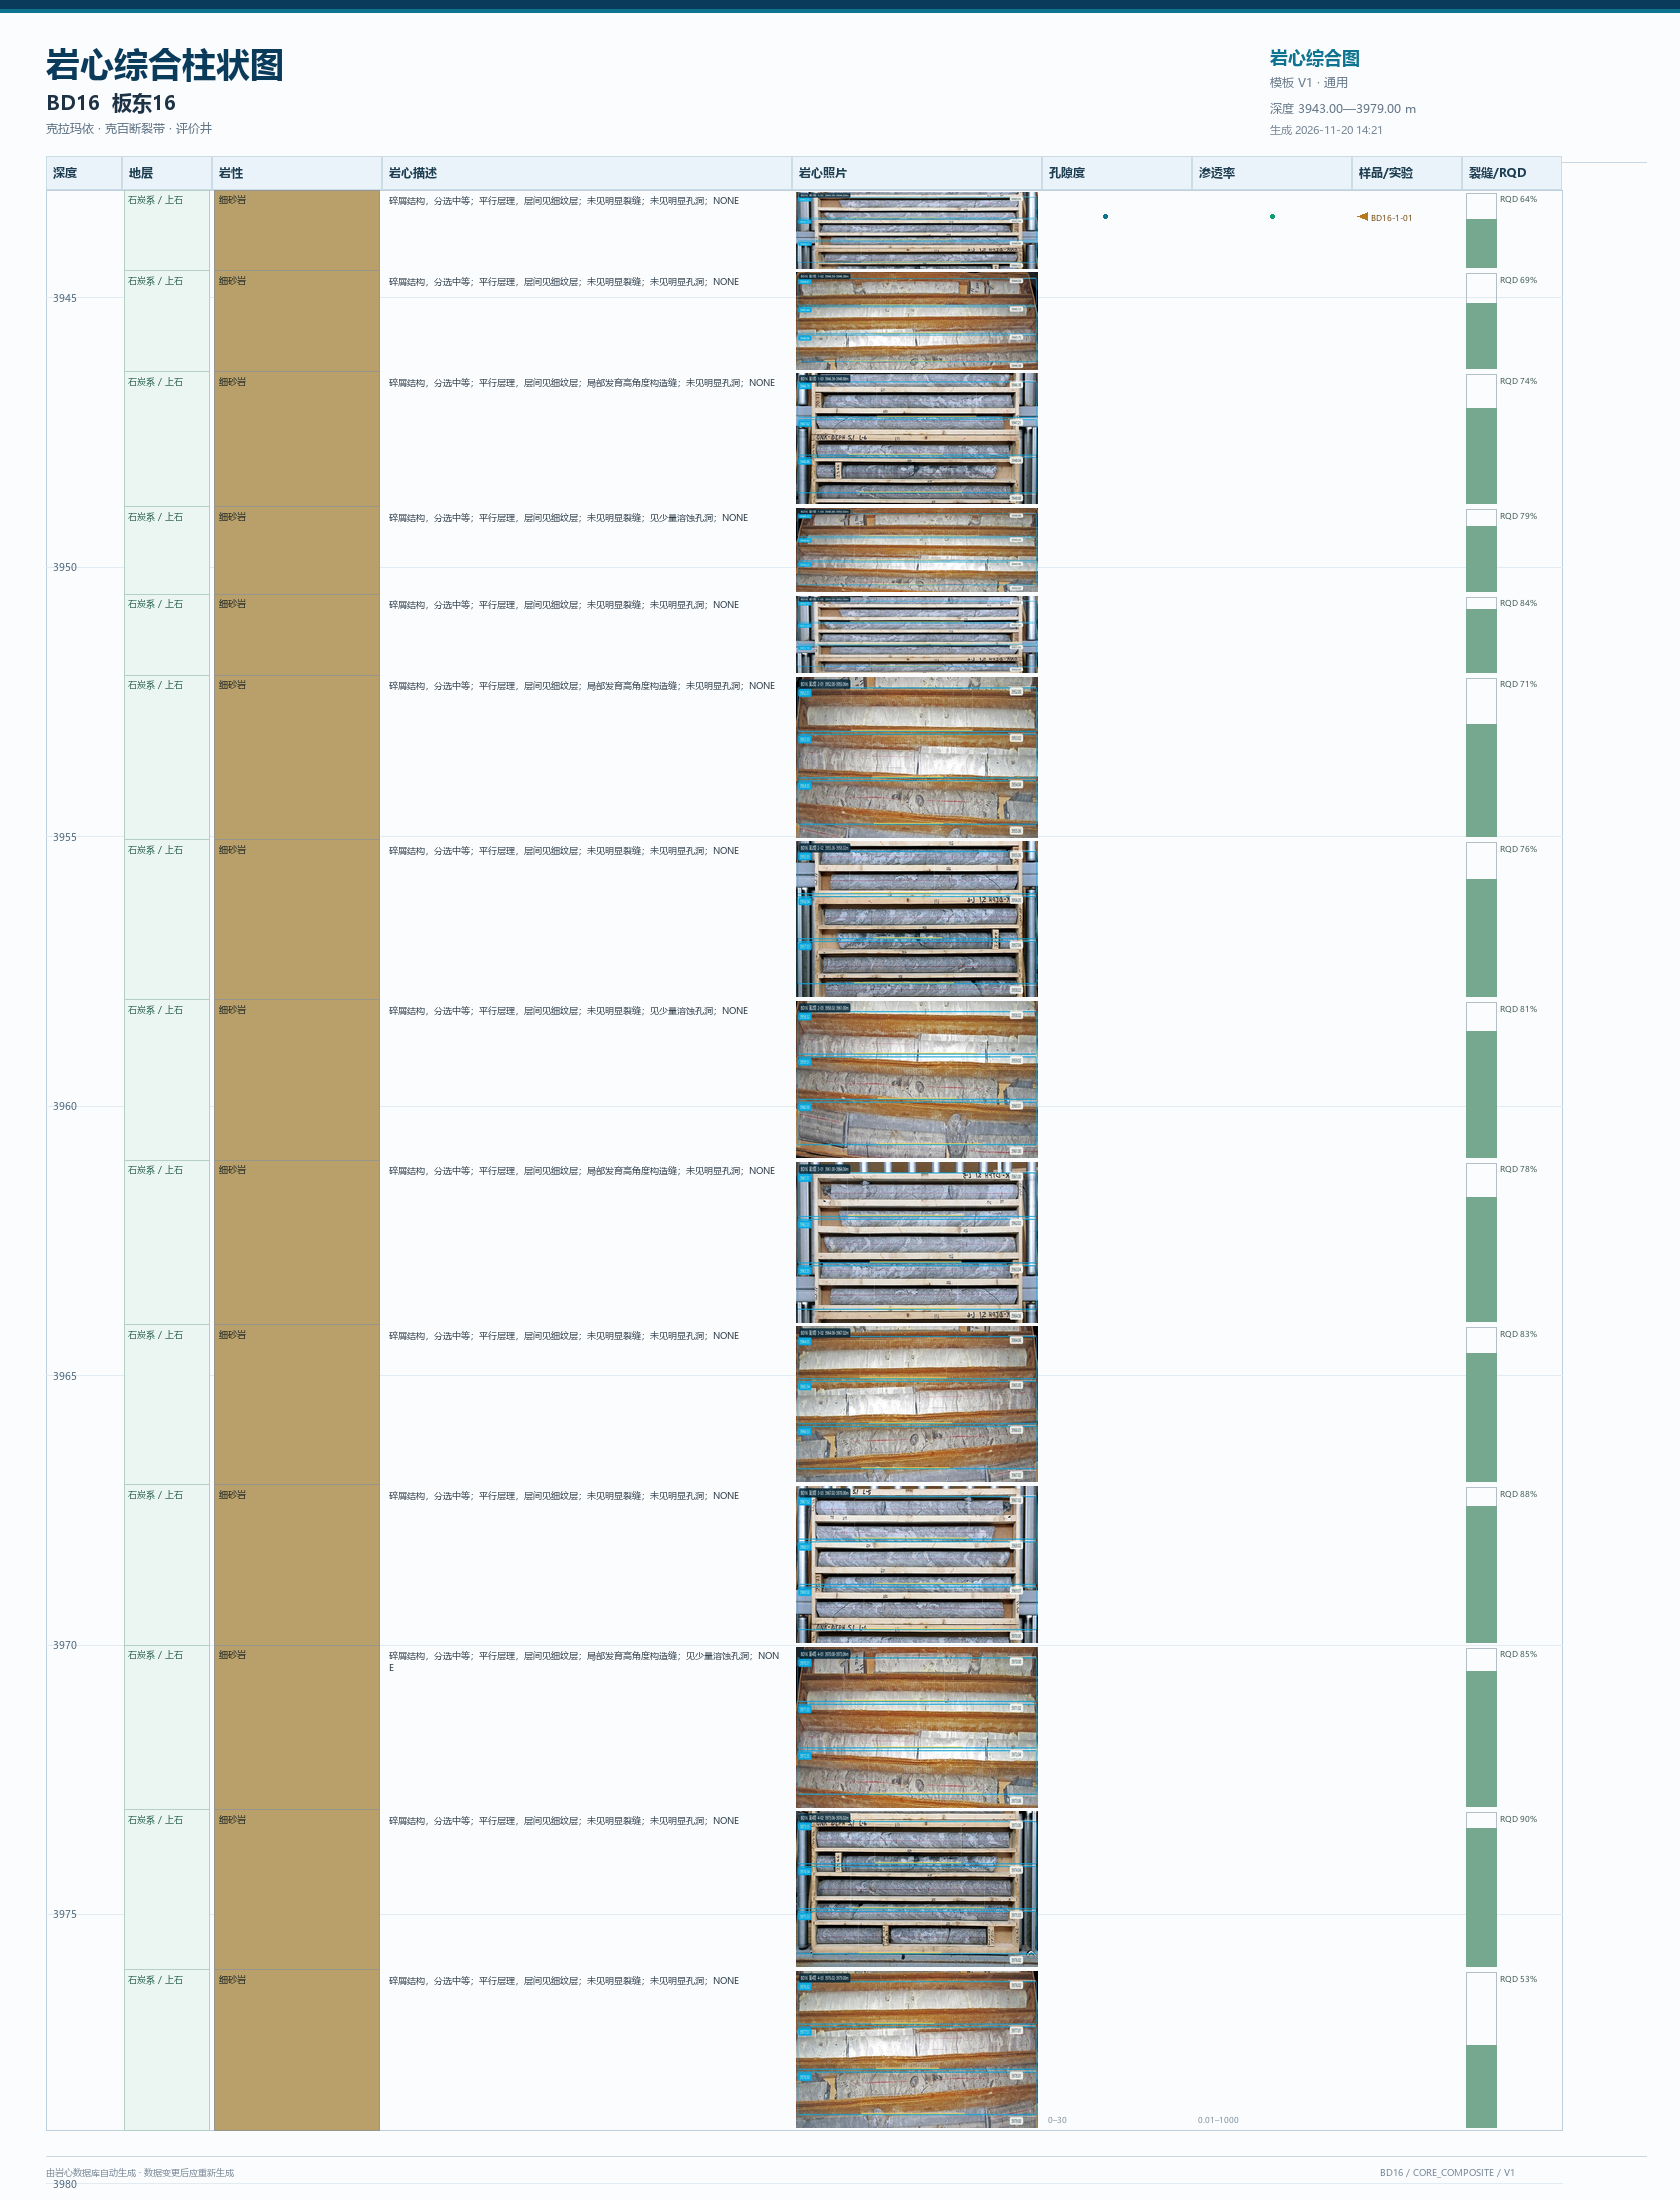 岩心综合柱状图
BD16 板东16
克拉玛依 · 克百断裂带 · 评价井
岩心综合图
模板 V1 · 通用
深度 3943.00—3979.00 m
生成 2026-11-20 14:21
深度 地层 岩性 岩心描述 岩心照片 孔隙度 渗透率 样品/实验 裂缝/RQD
石炭系 / 上石 细砂岩 碎屑结构，分选中等；平行层理，层间见细纹层；未见明显裂缝；未见明显孔洞；NONE RQD 64%
BD16-1-01
石炭系 / 上石 细砂岩 碎屑结构，分选中等；平行层理，层间见细纹层；未见明显裂缝；未见明显孔洞；NONE RQD 69%
3945
石炭系 / 上石 细砂岩 碎屑结构，分选中等；平行层理，层间见细纹层；局部发育高角度构造缝；未见明显孔洞；NONE RQD 74%
石炭系 / 上石 细砂岩 碎屑结构，分选中等；平行层理，层间见细纹层；未见明显裂缝；见少量溶蚀孔洞；NONE RQD 79%
3950
石炭系 / 上石 细砂岩 碎屑结构，分选中等；平行层理，层间见细纹层；未见明显裂缝；未见明显孔洞；NONE RQD 84%
石炭系 / 上石 细砂岩 碎屑结构，分选中等；平行层理，层间见细纹层；局部发育高角度构造缝；未见明显孔洞；NONE RQD 71%
3955
石炭系 / 上石 细砂岩 碎屑结构，分选中等；平行层理，层间见细纹层；未见明显裂缝；未见明显孔洞；NONE RQD 76%
石炭系 / 上石 细砂岩 碎屑结构，分选中等；平行层理，层间见细纹层；未见明显裂缝；见少量溶蚀孔洞；NONE RQD 81%
3960
石炭系 / 上石 细砂岩 碎屑结构，分选中等；平行层理，层间见细纹层；局部发育高角度构造缝；未见明显孔洞；NONE RQD 78%
石炭系 / 上石 细砂岩 碎屑结构，分选中等；平行层理，层间见细纹层；未见明显裂缝；未见明显孔洞；NONE RQD 83%
3965
石炭系 / 上石 细砂岩 碎屑结构，分选中等；平行层理，层间见细纹层；未见明显裂缝；未见明显孔洞；NONE RQD 88%
3970
石炭系 / 上石 细砂岩 碎屑结构，分选中等；平行层理，层间见细纹层；局部发育高角度构造缝；见少量溶蚀孔洞；NON RQD 85%
E
石炭系 / 上石 细砂岩 碎屑结构，分选中等；平行层理，层间见细纹层；未见明显裂缝；未见明显孔洞；NONE RQD 90%
3975
石炭系 / 上石 细砂岩 碎屑结构，分选中等；平行层理，层间见细纹层；未见明显裂缝；未见明显孔洞；NONE RQD 53%
0–30 0.01–1000
由岩心数据库自动生成 · 数据变更后应重新生成 BD16 / CORE_COMPOSITE / V1
3980